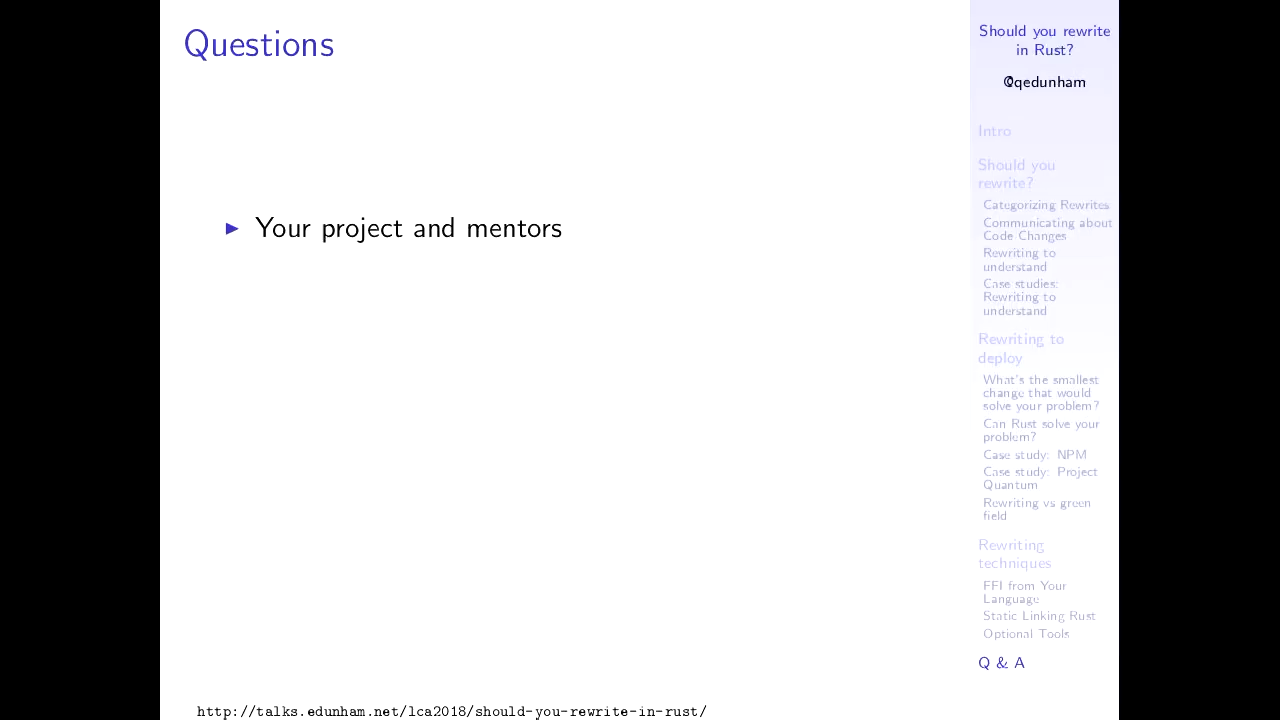 Questions
▶ Your project and mentors
http://talks.edunham.net/lca2018/should-you-rewrite-in-rust/
Should you rewrite
in Rust?
@qedunham
Intro
Should you
rewrite?
Categorizing Rewrites
Communicating about
Code Changes
Rewriting to
understand
Case studies:
Rewriting to
understand
Rewriting to
deploy
What's the smallest
change that would
solve your problem?
Can Rust solve your
problem?
Case study: NPM
Case study: Project
Quantum
Rewriting vs green
field
Rewriting
techniques
FFI from Your
Language
Static Linking Rust
Optional Tools
Q & A